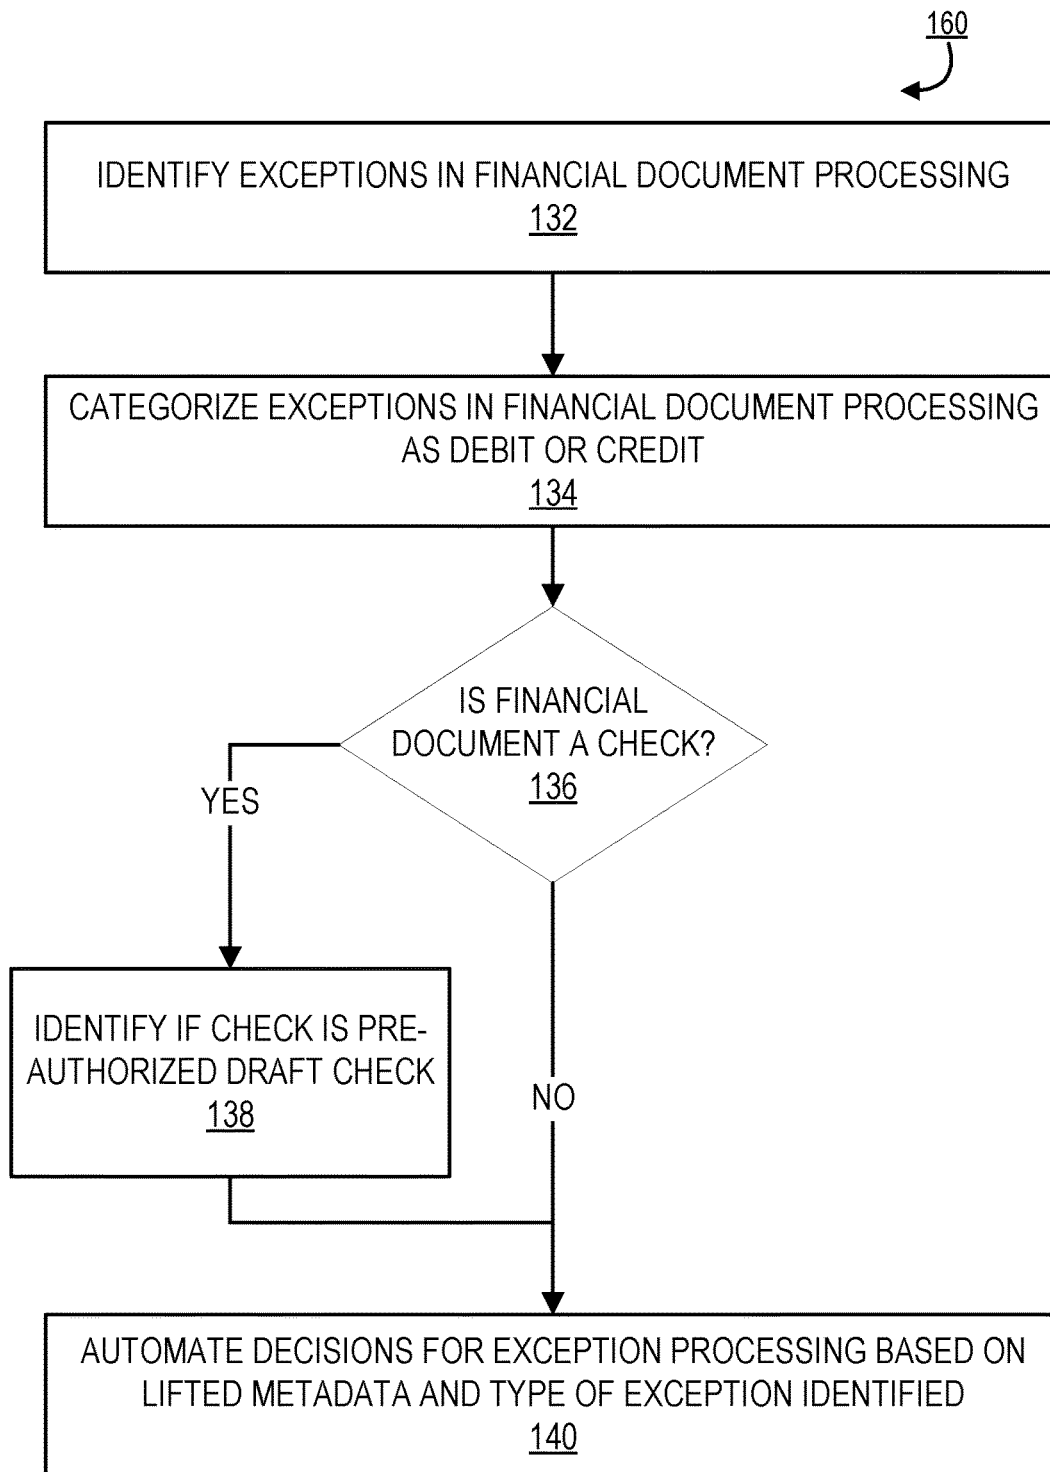 160
IDENTIFY EXCEPTIONS IN FINANCIAL DOCUMENT PROCESSING
132
CATEGORIZE EXCEPTIONS IN FINANCIAL DOCUMENT PROCESSING
AS DEBIT OR CREDIT
134
IS FINANCIAL
DOCUMENT A CHECK?
136
YES
IDENTIFY IF CHECK IS PRE-
AUTHORIZED DRAFT CHECK
138
NO
AUTOMATE DECISIONS FOR EXCEPTION PROCESSING BASED ON
LIFTED METADATA AND TYPE OF EXCEPTION IDENTIFIED
140